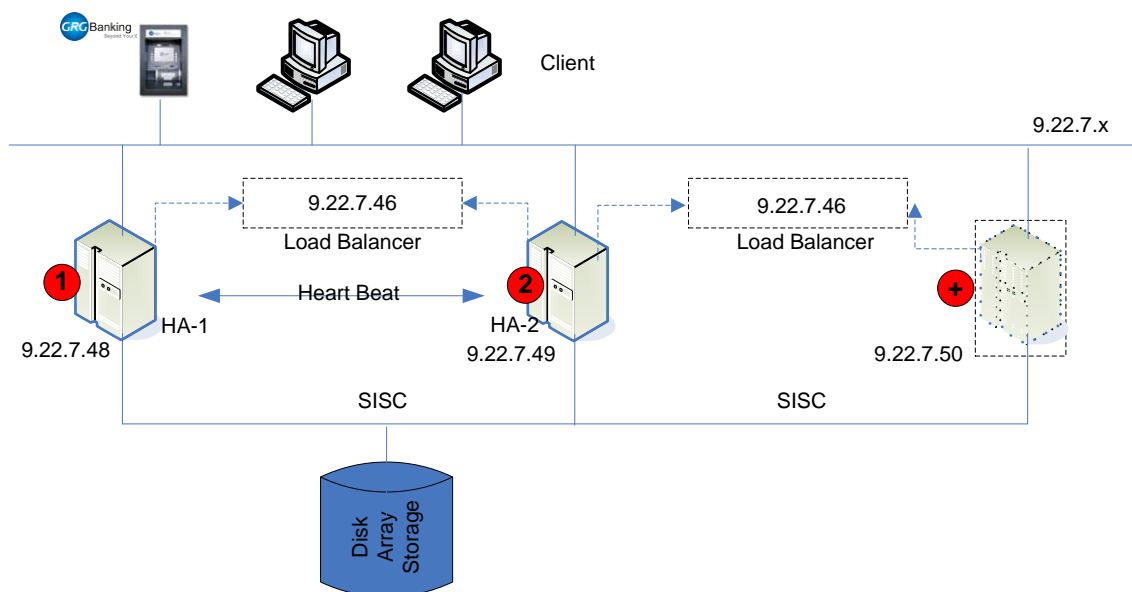 GRGBanking
Beyond Your E
Client
9.22.7.x
9.22.7.46
Load Balancer
9.22.7.46
Load Balancer
1
Heart Beat
2
+
HA-1
HA-2
9.22.7.48
9.22.7.49
9.22.7.50
SISC
SISC
Disk
Array
Storage